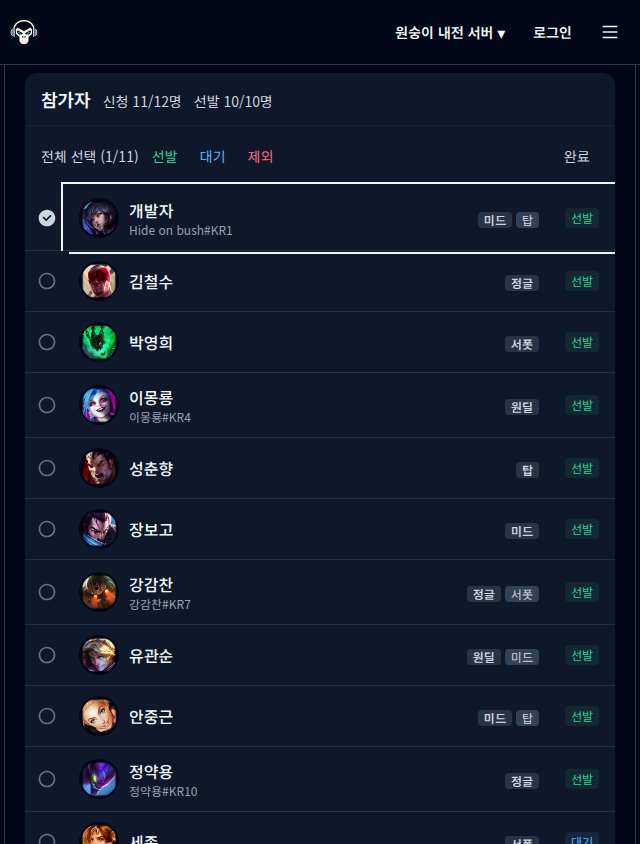 원숭이 내전 서버 ▾ 로그인
참가자 신청 11/12명 선발 10/10명
전체 선택 (1/11) 선발 대기 제외 완료
개발자 미드 탑 선발
Hide on bush#KR1
김철수 정글 선발
박영희 서폿 선발
이몽룡 원딜 선발
이몽룡#KR4
성춘향 탑 선발
장보고 미드 선발
강감찬 정글 서폿 선발
강감찬#KR7
유관순 원딜 미드 선발
안중근 미드 탑 선발
정약용 정글 선발
정약용#KR10
세종 서폿 대기